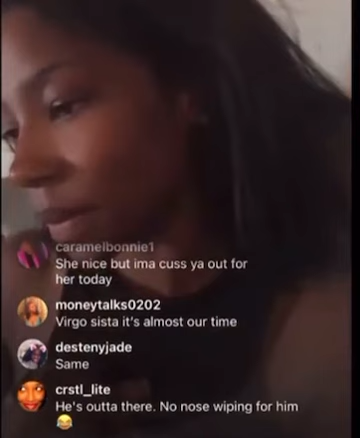 caramelbonnie1
She nice but ima cuss ya out for
her today
moneytalks0202
Virgo sista it's almost our time
destenyjade
Same
crstl_lite
He's outta there. No nose wiping for him
😂